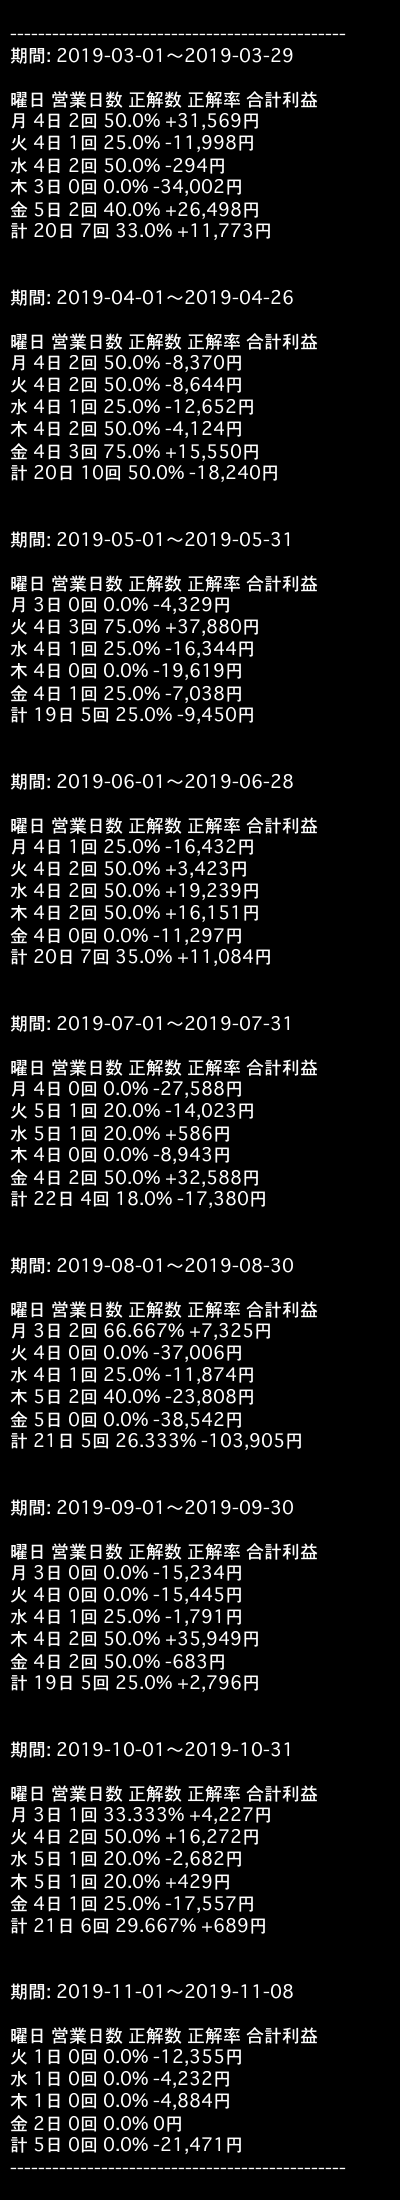 ------------------------------------------------
期間: 2019-03-01〜2019-03-29
曜日 営業日数 正解数 正解率 合計利益
月 4日 2回 50.0% +31,569円
火 4日 1回 25.0% -11,998円
水 4日 2回 50.0% -294円
木 3日 0回 0.0% -34,002円
金 5日 2回 40.0% +26,498円
計 20日 7回 33.0% +11,773円
期間: 2019-04-01〜2019-04-26
曜日 営業日数 正解数 正解率 合計利益
月 4日 2回 50.0% -8,370円
火 4日 2回 50.0% -8,644円
水 4日 1回 25.0% -12,652円
木 4日 2回 50.0% -4,124円
金 4日 3回 75.0% +15,550円
計 20日 10回 50.0% -18,240円
期間: 2019-05-01〜2019-05-31
曜日 営業日数 正解数 正解率 合計利益
月 3日 0回 0.0% -4,329円
火 4日 3回 75.0% +37,880円
水 4日 1回 25.0% -16,344円
木 4日 0回 0.0% -19,619円
金 4日 1回 25.0% -7,038円
計 19日 5回 25.0% -9,450円
期間: 2019-06-01〜2019-06-28
曜日 営業日数 正解数 正解率 合計利益
月 4日 1回 25.0% -16,432円
火 4日 2回 50.0% +3,423円
水 4日 2回 50.0% +19,239円
木 4日 2回 50.0% +16,151円
金 4日 0回 0.0% -11,297円
計 20日 7回 35.0% +11,084円
期間: 2019-07-01〜2019-07-31
曜日 営業日数 正解数 正解率 合計利益
月 4日 0回 0.0% -27,588円
火 5日 1回 20.0% -14,023円
水 5日 1回 20.0% +586円
木 4日 0回 0.0% -8,943円
金 4日 2回 50.0% +32,588円
計 22日 4回 18.0% -17,380円
期間: 2019-08-01〜2019-08-30
曜日 営業日数 正解数 正解率 合計利益
月 3日 2回 66.667% +7,325円
火 4日 0回 0.0% -37,006円
水 4日 1回 25.0% -11,874円
木 5日 2回 40.0% -23,808円
金 5日 0回 0.0% -38,542円
計 21日 5回 26.333% -103,905円
期間: 2019-09-01〜2019-09-30
曜日 営業日数 正解数 正解率 合計利益
月 3日 0回 0.0% -15,234円
火 4日 0回 0.0% -15,445円
水 4日 1回 25.0% -1,791円
木 4日 2回 50.0% +35,949円
金 4日 2回 50.0% -683円
計 19日 5回 25.0% +2,796円
期間: 2019-10-01〜2019-10-31
曜日 営業日数 正解数 正解率 合計利益
月 3日 1回 33.333% +4,227円
火 4日 2回 50.0% +16,272円
水 5日 1回 20.0% -2,682円
木 5日 1回 20.0% +429円
金 4日 1回 25.0% -17,557円
計 21日 6回 29.667% +689円
期間: 2019-11-01〜2019-11-08
曜日 営業日数 正解数 正解率 合計利益
火 1日 0回 0.0% -12,355円
水 1日 0回 0.0% -4,232円
木 1日 0回 0.0% -4,884円
金 2日 0回 0.0% 0円
計 5日 0回 0.0% -21,471円
------------------------------------------------